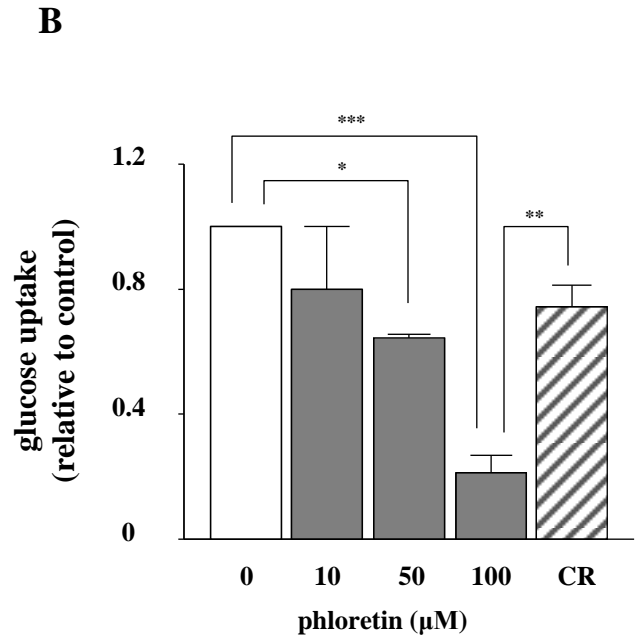 B
***
1.2
*
**
0.8
0.4
0
glucose uptake
(relative to control)
0 10 50 100 CR
phloretin (µM)